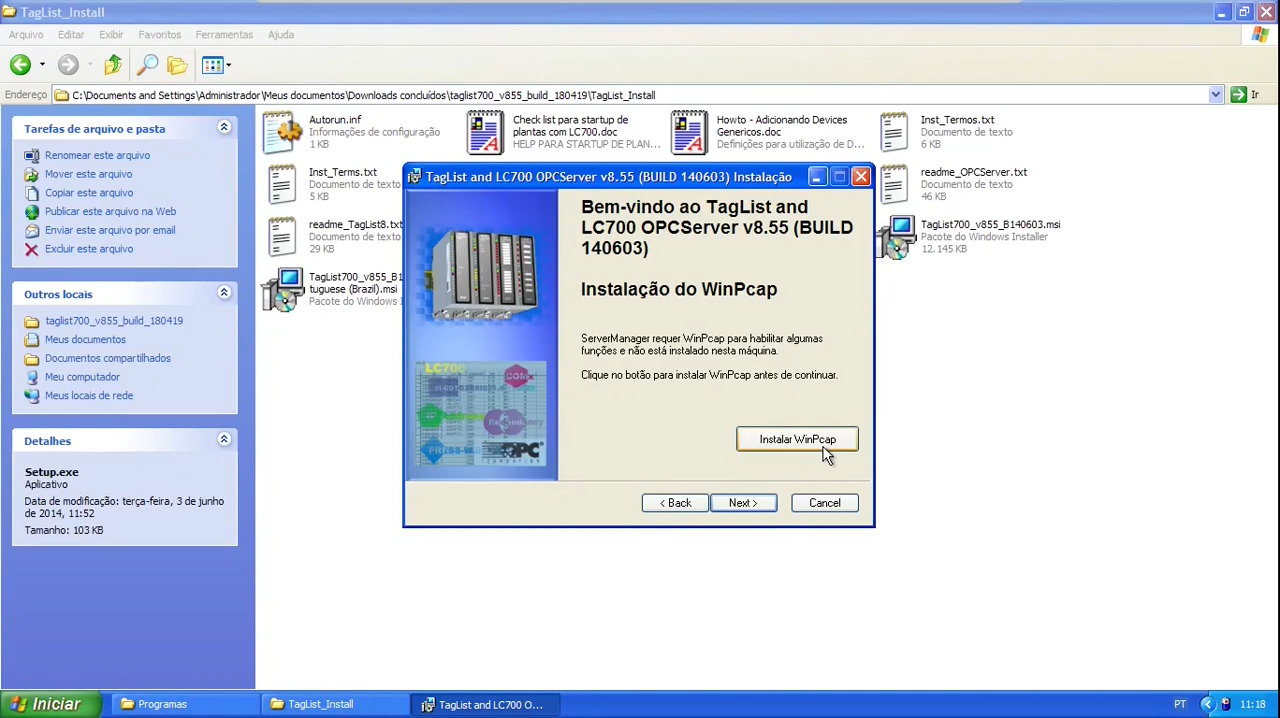 TagList_Install
Arquivo Editar Exibir Favoritos Ferramentas Ajuda
Endereço C:\Documents and Settings\Administrador\Meus documentos\Downloads concluídos\taglist700_v855_build_180419\TagList_Install Ir
Tarefas de arquivo e pasta
Renomear este arquivo
Mover este arquivo
Copiar este arquivo
Publicar este arquivo na Web
Enviar este arquivo por email
Excluir este arquivo
Outros locais
taglist700_v855_build_180419
Meus documentos
Documentos compartilhados
Meu computador
Meus locais de rede
Detalhes
Setup.exe
Aplicativo
Data de modificação: terça-feira, 3 de junho
de 2014, 11:52
Tamanho: 103 KB
Autorun.inf
Informações de configuração
1 KB
Check list para startup de
plantas com LC700.doc
HELP PARA STARTUP DE PLAN...
Howto - Adicionando Devices
Genericos.doc
Definições para utilização de D...
Inst_Termos.txt
Documento de texto
6 KB
Inst_Terms.txt
Documento de texto
5 KB
readme_OPCServer.txt
Documento de texto
46 KB
readme_TagList8.txt
Documento de texto
29 KB
TagList700_v855_B140603.msi
Pacote do Windows Installer
12.145 KB
TagList700_v855_B1
tuguese (Brazil).msi
Pacote do Windows
TagList and LC700 OPCServer v8.55 (BUILD 140603) Instalação
Bem-vindo ao TagList and
LC700 OPCServer v8.55 (BUILD
140603)
Instalação do WinPcap
ServerManager requer WinPcap para habilitar algumas
funções e não está instalado nesta máquina.
Clique no botão para instalar WinPcap antes de continuar.
Instalar WinPcap
LC700
OPC
< Back Next > Cancel
Iniciar Programas TagList_Install TagList and LC700 O... PT 11:18